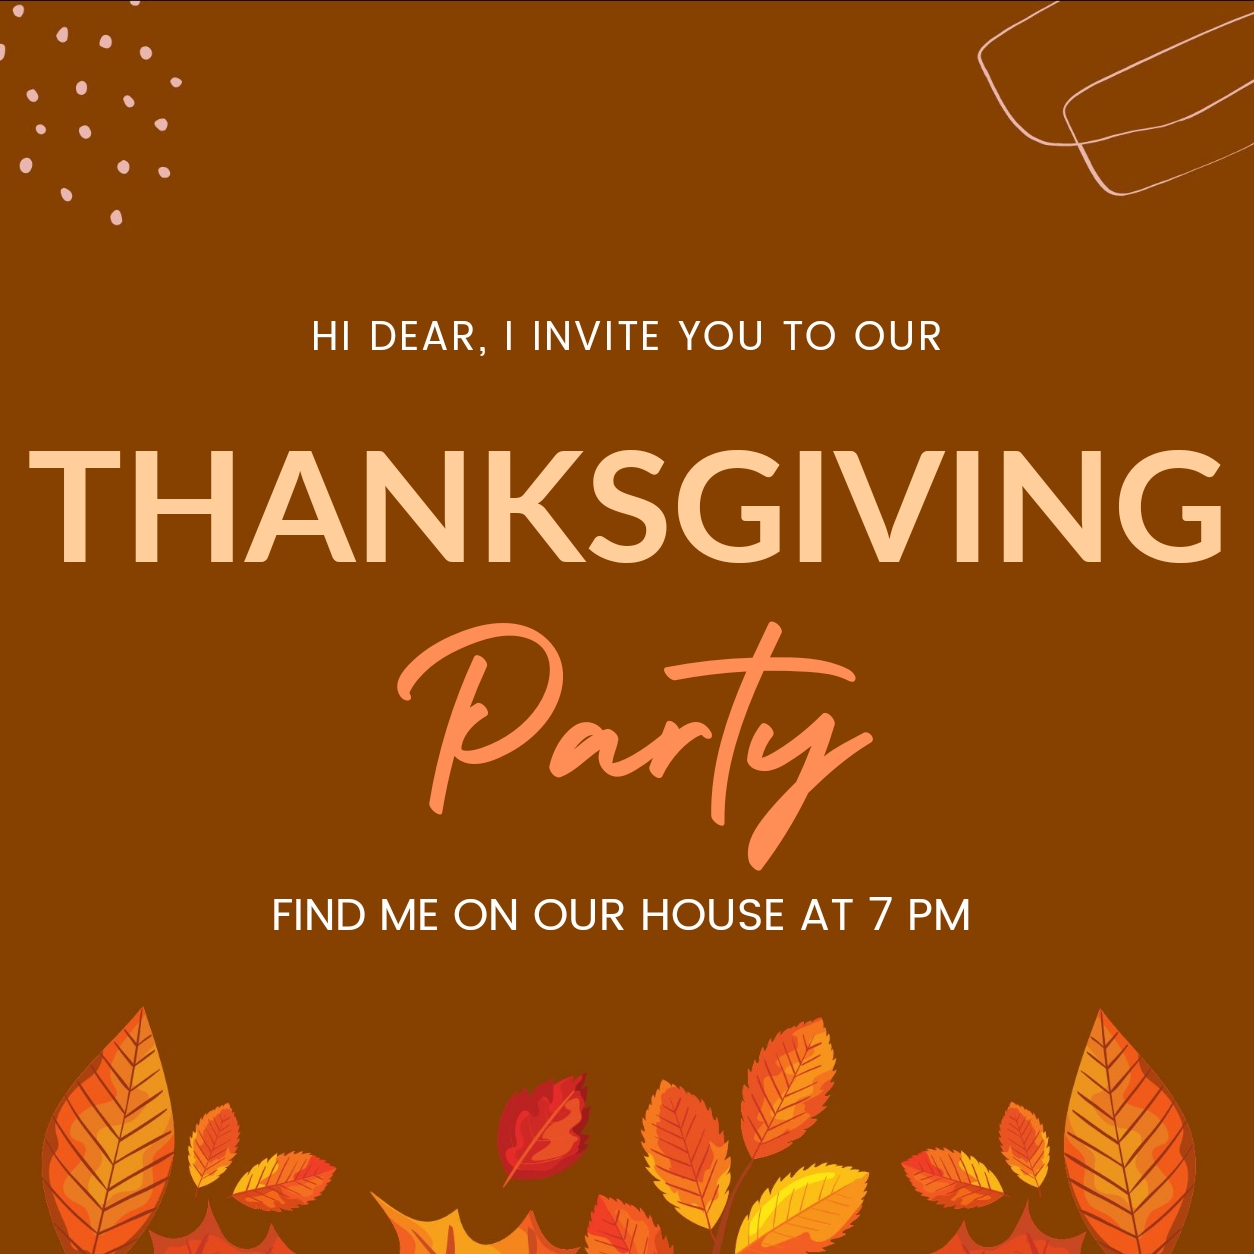 HI DEAR, I INVITE YOU TO OUR
THANKSGIVING
Party
FIND ME ON OUR HOUSE AT 7 PM